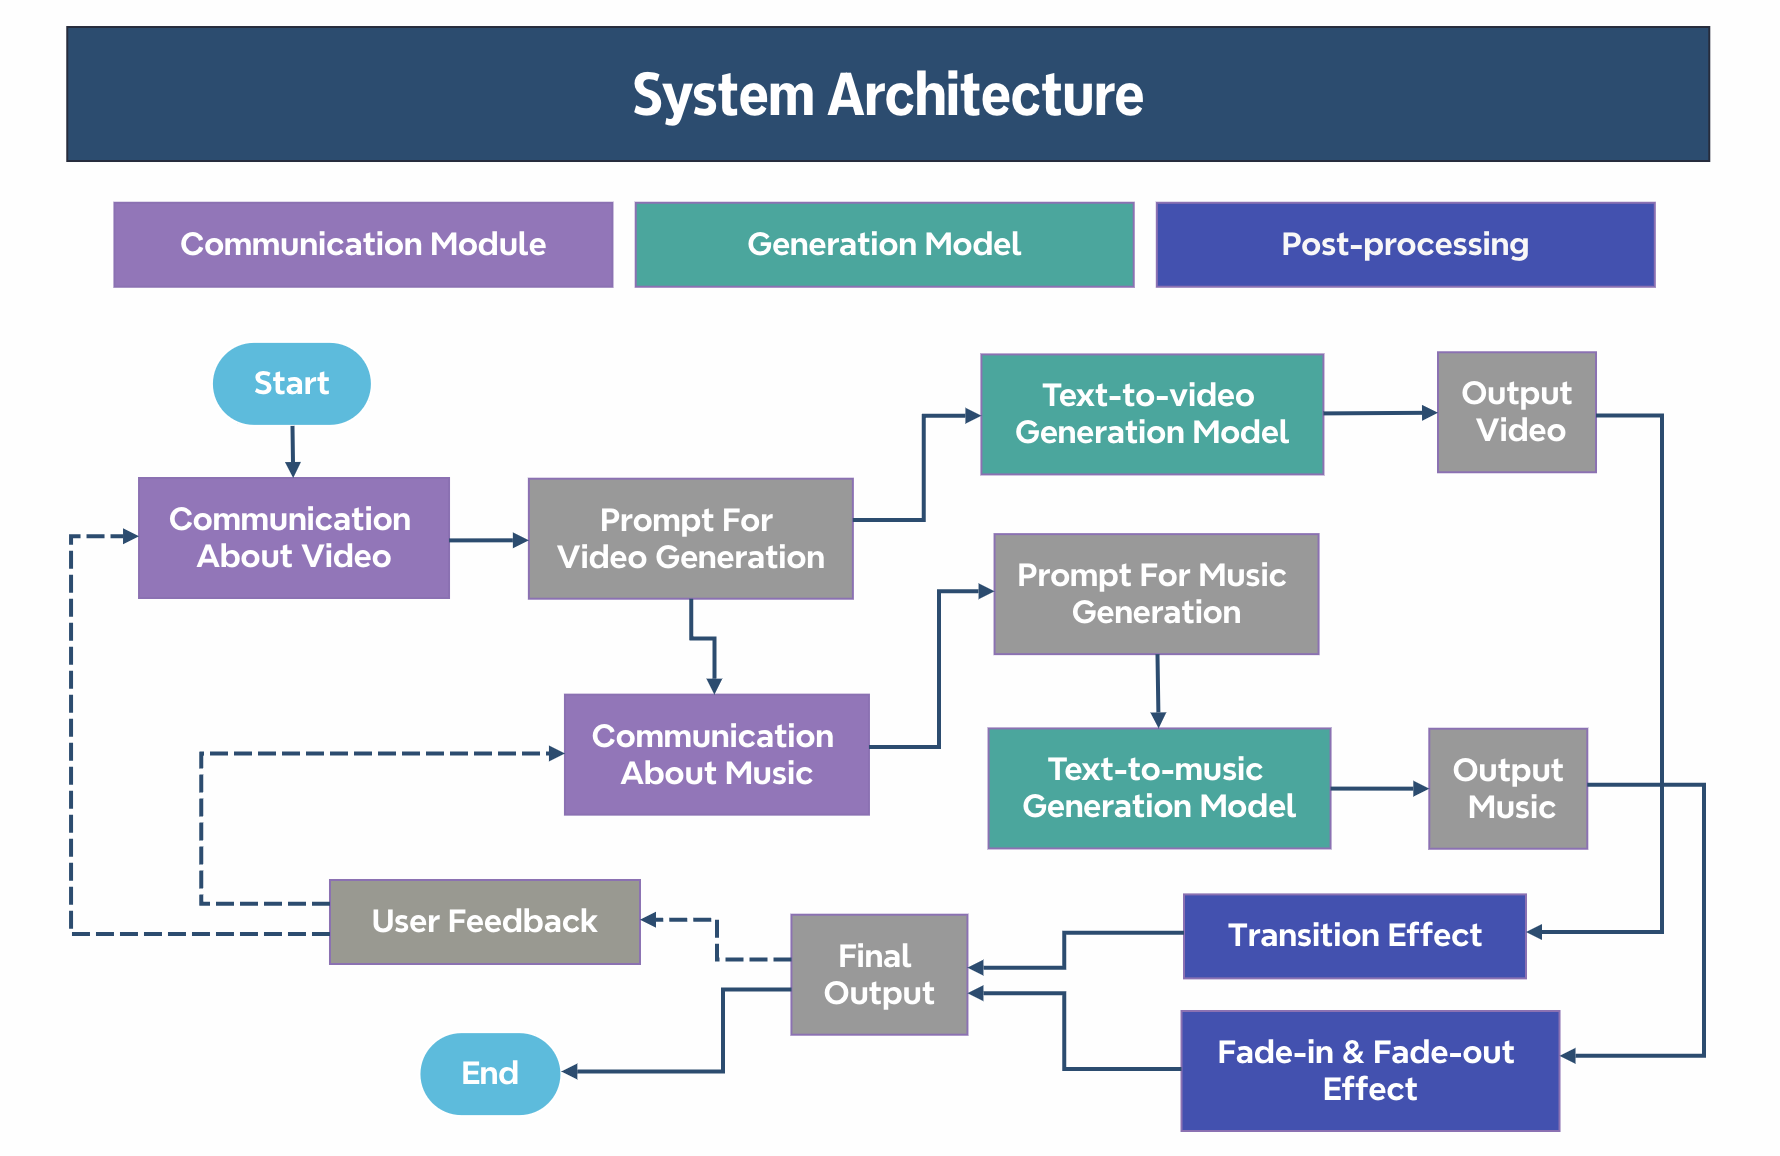 System Architecture
Communication Module
Generation Model
Post-processing
Start
Text-to-video
Generation Model
Output
Video
Communication
About Video
Prompt For
Video Generation
Prompt For Music
Generation
Communication
About Music
Text-to-music
Generation Model
Output
Music
User Feedback
Final
Output
Transition Effect
End
Fade-in & Fade-out
Effect